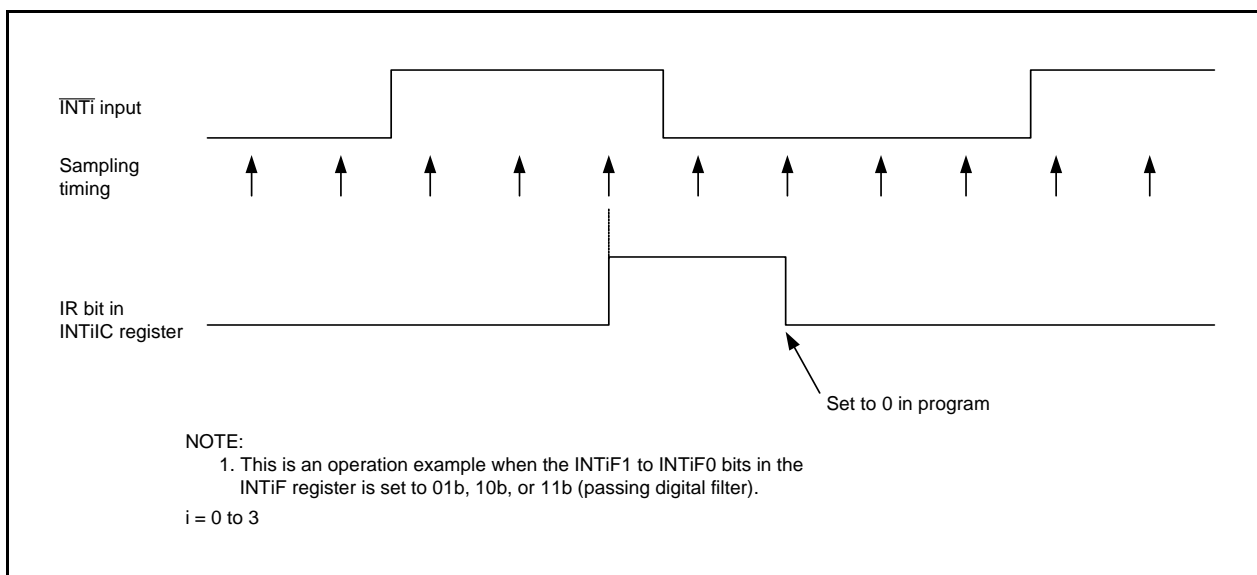 INTi input
Sampling
timing
IR bit in
INTiIC register
Set to 0 in program
NOTE:
1. This is an operation example when the INTiF1 to INTiF0 bits in the
INTiF register is set to 01b, 10b, or 11b (passing digital filter).
i = 0 to 3